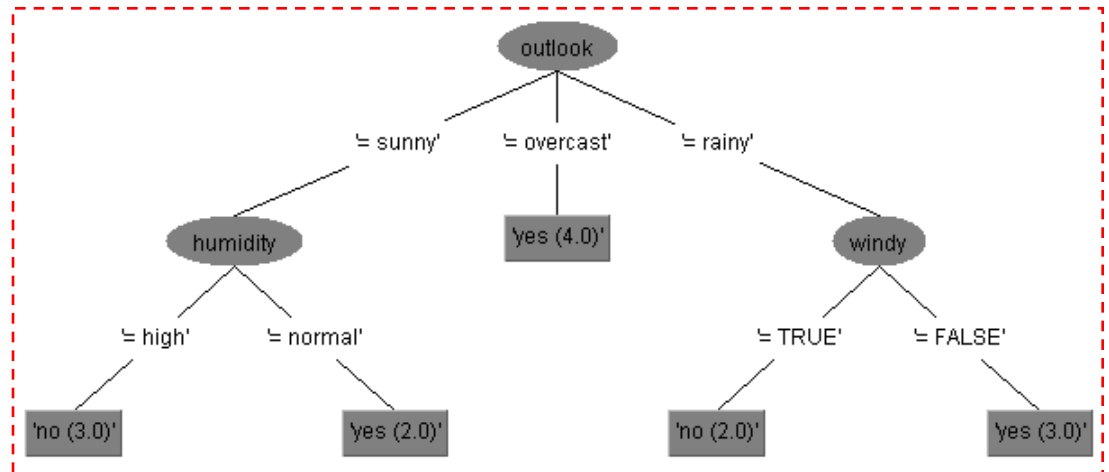 outlook
'= sunny' '= overcast' '= rainy'
humidity 'yes (4.0)' windy
'= high' '= normal' '= TRUE' '= FALSE'
'no (3.0)' 'yes (2.0)' 'no (2.0)' 'yes (3.0)'